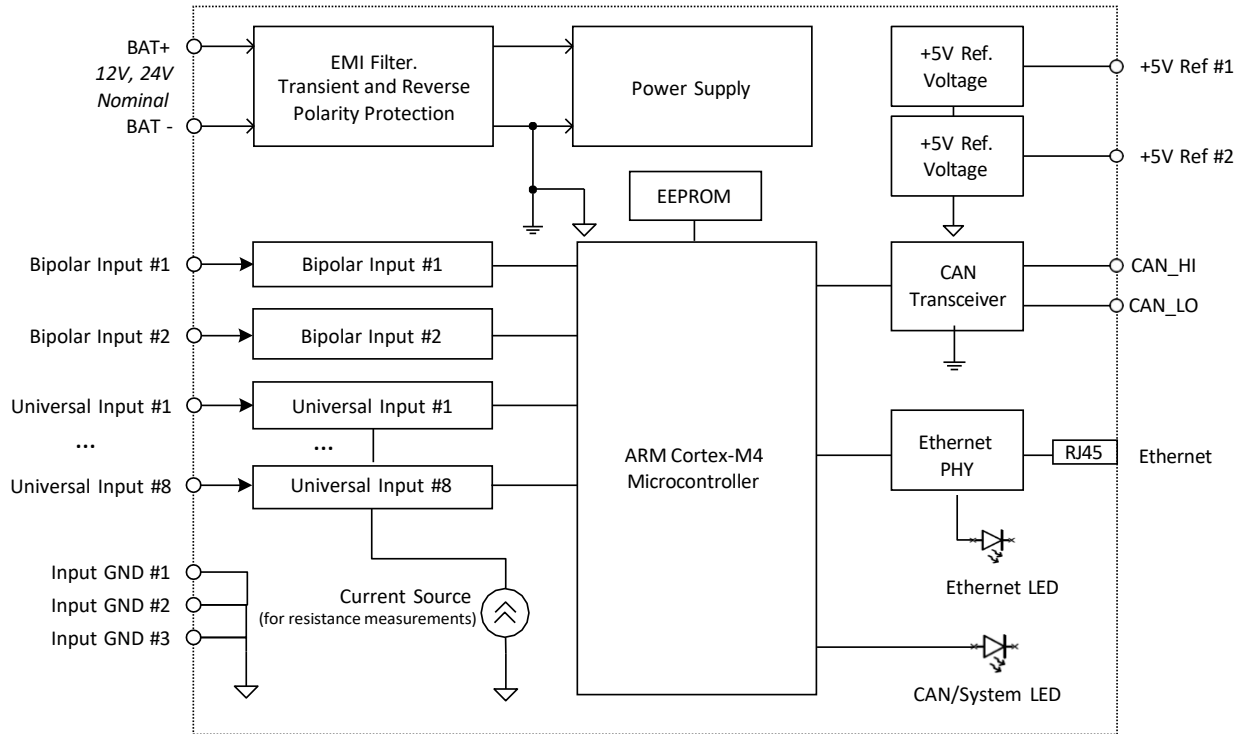 BAT+
12V, 24V
Nominal
BAT -
EMI Filter.
Transient and Reverse
Polarity Protection
Power Supply
+5V Ref.
Voltage
+5V Ref #1
+5V Ref.
Voltage
+5V Ref #2
EEPROM
Bipolar Input #1
Bipolar Input #1
CAN
Transceiver
CAN_HI
CAN_LO
Bipolar Input #2
Bipolar Input #2
Universal Input #1
Universal Input #1
...
...
Universal Input #8
Universal Input #8
ARM Cortex-M4
Microcontroller
Ethernet
PHY
RJ45
Ethernet
Input GND #1
Input GND #2
Input GND #3
Current Source
(for resistance measurements)
Ethernet LED
CAN/System LED